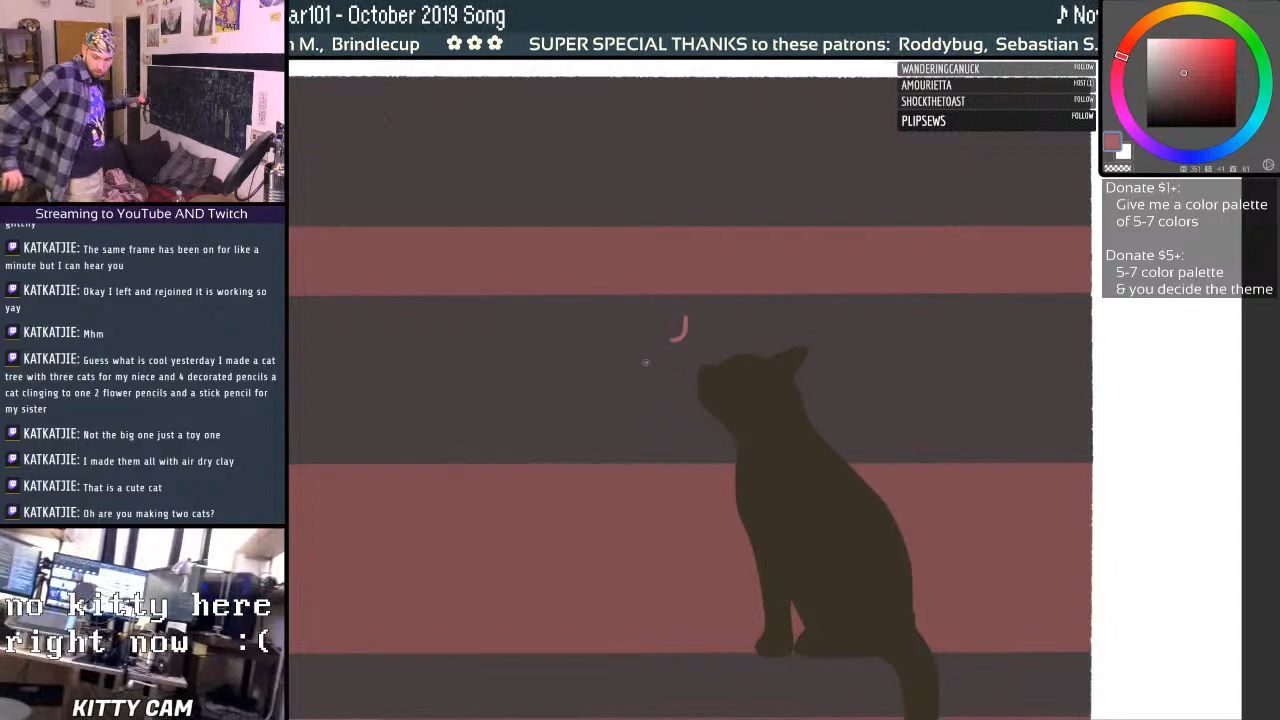 ar101 - October 2019 Song
♪ No
M., Brindlecup ✿ ✿ ✿ SUPER SPECIAL THANKS to these patrons: Roddybug, Sebastian S.
WANDERINGCANUCK FOLLOW
AMOURIETTA HOST(1)
SHOCKTHETOAST FOLLOW
PLIPSEWS FOLLOW
Donate $1+:
Give me a color palette
of 5-7 colors
Donate $5+:
5-7 color palette
& you decide the theme
Streaming to YouTube AND Twitch
glitchy
KATKATJIE: The same frame has been on for like a
minute but I can hear you
KATKATJIE: Okay I left and rejoined it is working so
yay
KATKATJIE: Mhm
KATKATJIE: Guess what is cool yesterday I made a cat
tree with three cats for my niece and 4 decorated pencils a
cat clinging to one 2 flower pencils and a stick pencil for
my sister
KATKATJIE: Not the big one just a toy one
KATKATJIE: I made them all with air dry clay
KATKATJIE: That is a cute cat
KATKATJIE: Oh are you making two cats?
no kitty here
right now :(
KITTY CAM